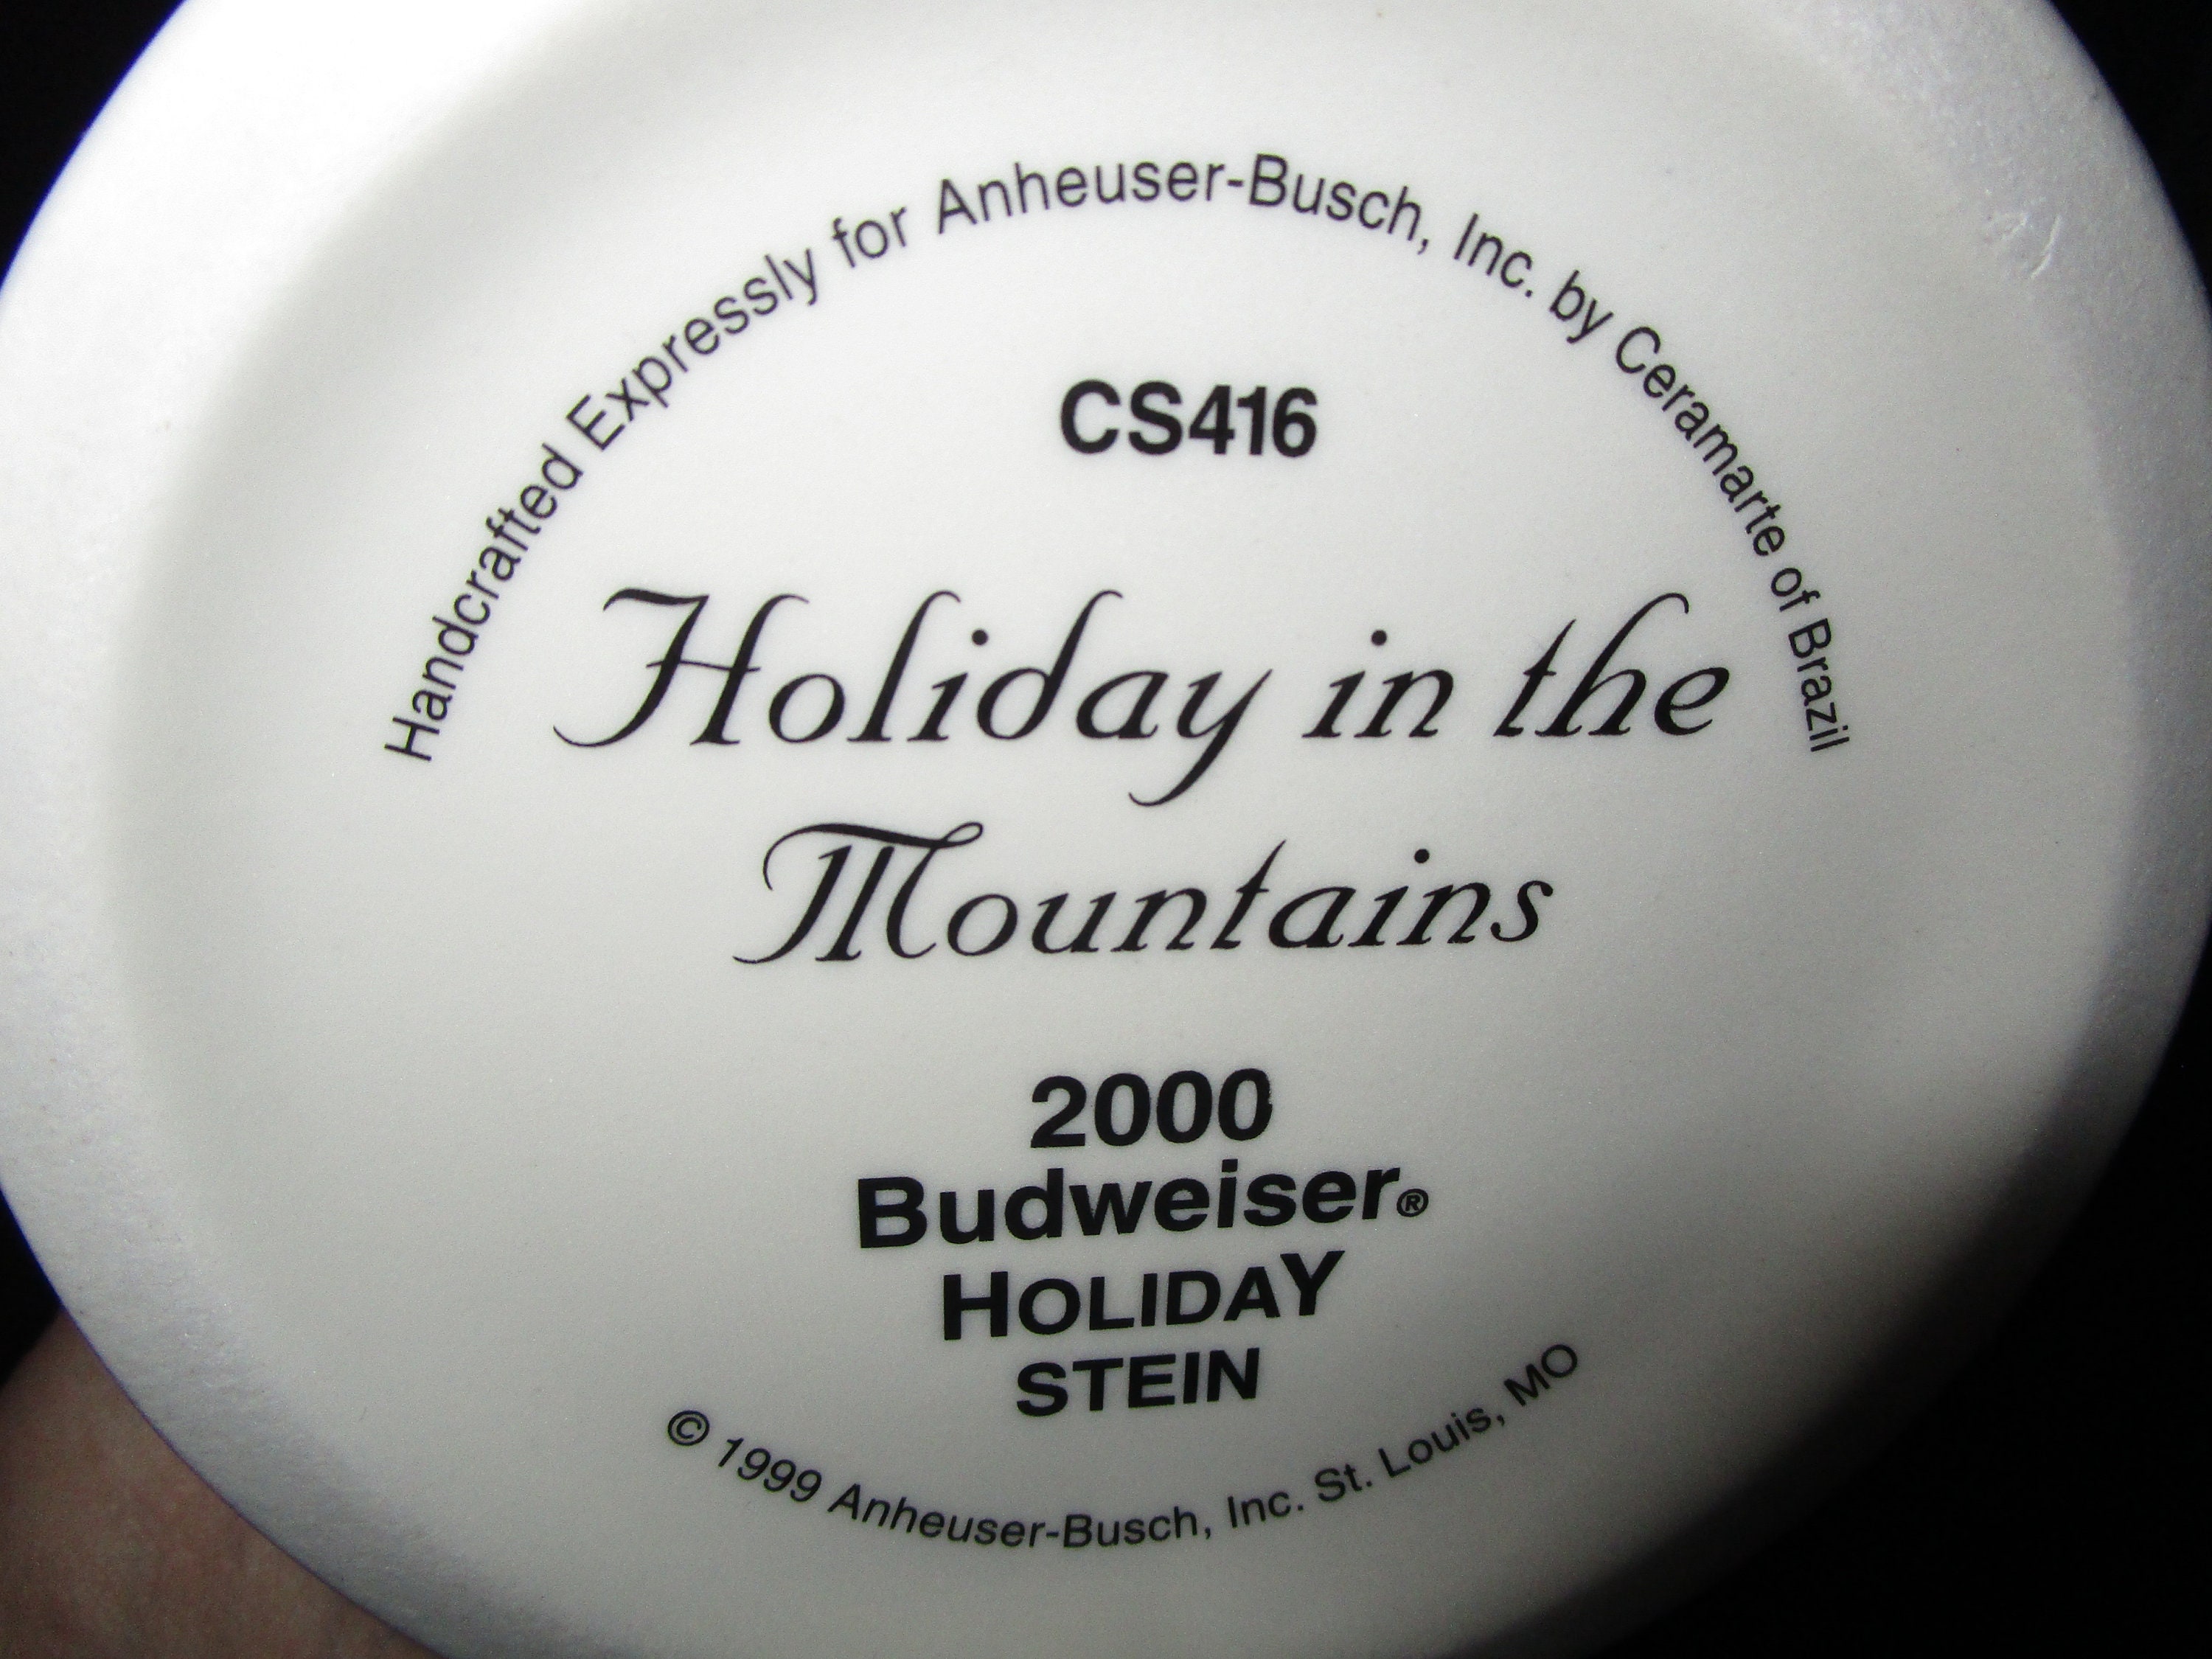 Handcrafted Expressly for Anheuser-Busch, Inc. by Ceramarte of Brazil
CS416
Holiday in the
Mountains
2000
Budweiser®
HOLIDAY
STEIN
© 1999 Anheuser-Busch, Inc. St. Louis, MO